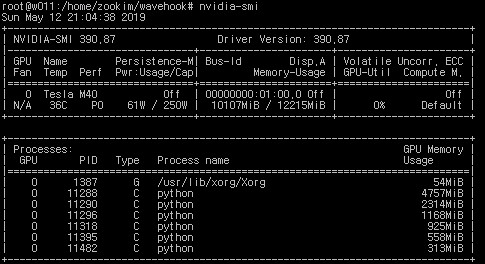 root@w011:/home/zookim/wavehook# nvidia-smi
Sun May 12 21:04:38 2019
NVIDIA-SMI 390.87 Driver Version: 390.87
GPU Name Persistence-M| Bus-Id Disp.A | Volatile Uncorr. ECC
Fan Temp Perf Pwr:Usage/Cap| Memory-Usage | GPU-Util Compute M.
0 Tesla M40 Off | 00000000:01:00.0 Off | Off
N/A 36C P0 61W / 250W | 10107MiB / 12215MiB | 0% Default
Processes: GPU Memory
GPU PID Type Process name Usage
0 1387 G /usr/lib/xorg/Xorg 54MiB
0 11288 C python 4757MiB
0 11290 C python 2314MiB
0 11296 C python 1168MiB
0 11318 C python 925MiB
0 11395 C python 558MiB
0 11482 C python 313MiB